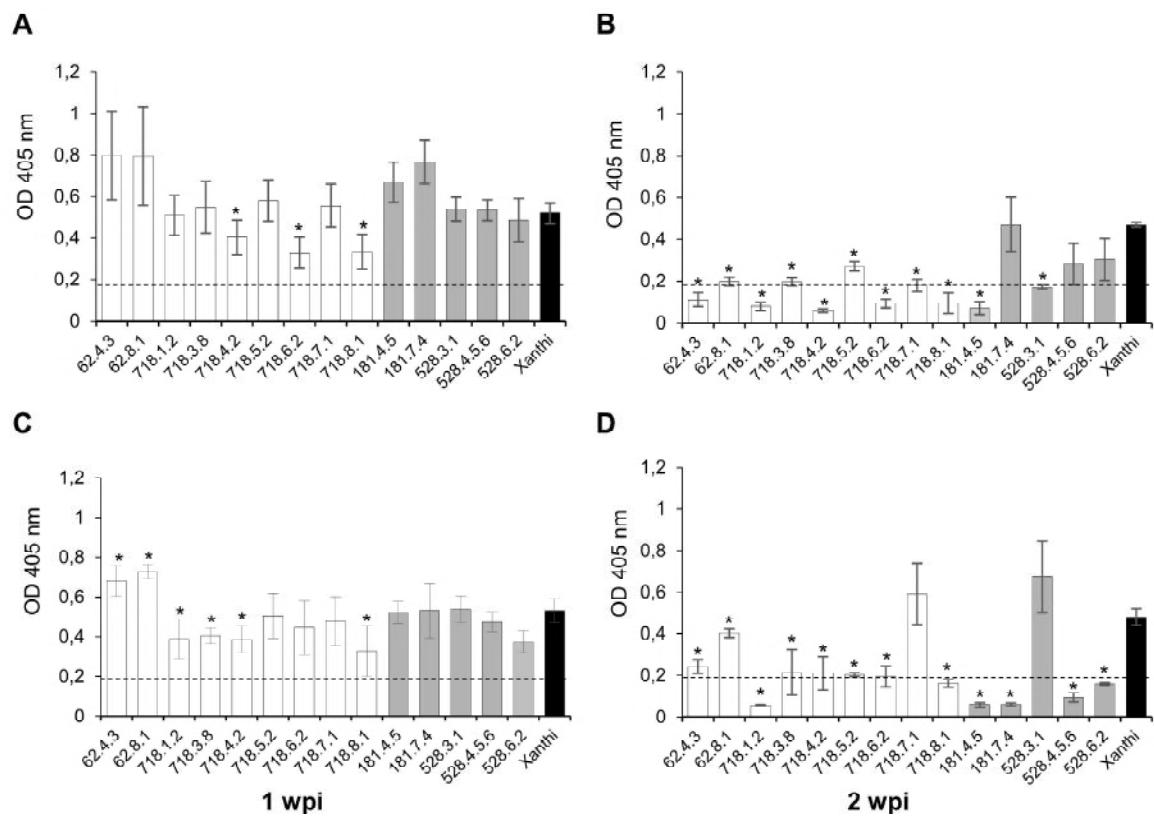 A
1,2
1
0,8
0,6
0,4
0,2
0
OD 405 nm
* * *
62.4.3 62.8.1 718.1.2 718.3.8 718.4.2 718.5.2 718.6.2 718.7.1 718.8.1 181.4.5 181.7.4 528.3.1 528.4.5.6 528.6.2 Xanthi
B
1,2
1
0,8
0,6
0,4
0,2
0
OD 405 nm
* * * * * * * * * * *
62.4.3 62.8.1 718.1.2 718.3.8 718.4.2 718.5.2 718.6.2 718.7.1 718.8.1 181.4.5 181.7.4 528.3.1 528.4.5.6 528.6.2 Xanthi
C
1,2
1
0,8
0,6
0,4
0,2
0
OD 405 nm
* * * * * *
62.4.3 62.8.1 718.1.2 718.3.8 718.4.2 718.5.2 718.6.2 718.7.1 718.8.1 181.4.5 181.7.4 528.3.1 528.4.5.6 528.6.2 Xanthi
1 wpi
D
1,2
1
0,8
0,6
0,4
0,2
0
OD 405 nm
* * * * * * * * * * * *
62.4.3 62.8.1 718.1.2 718.3.8 718.4.2 718.5.2 718.6.2 718.7.1 718.8.1 181.4.5 181.7.4 528.3.1 528.4.5.6 528.6.2 Xanthi
2 wpi